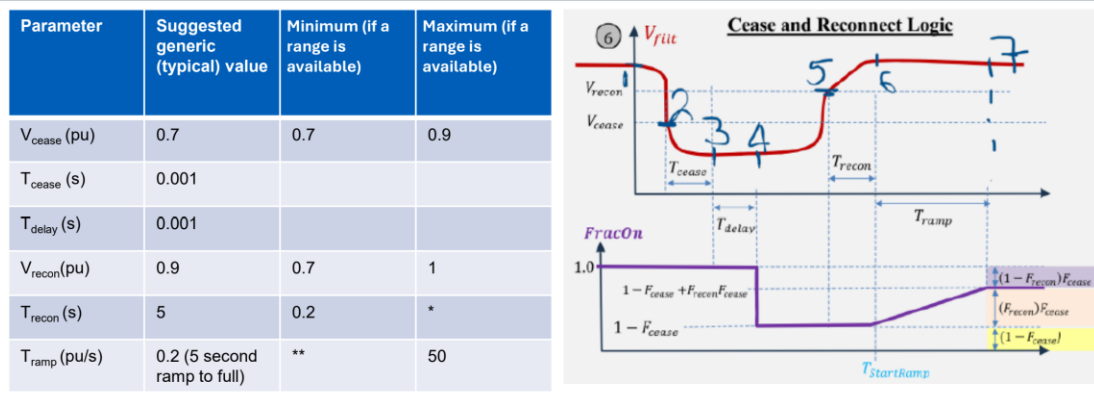 Parameter
Suggested
generic
(typical) value
Minimum (if a
range is
available)
Maximum (if a
range is
available)
Vcease (pu)
0.7
0.7
0.9
Tcease (s)
0.001
Tdelay (s)
0.001
Vrecon(pu)
0.9
0.7
1
Trecon (s)
5
0.2
*
Tramp (pu/s)
0.2 (5 second
ramp to full)
**
50
Cease and Reconnect Logic
6
Vfilt
1
2
3
4
5
6
7
Vrecon
Vcease
Tcease
Trecon
Tdelay
Tramp
FracOn
1.0
1−Fcease +FreconFcease
1−Fcease
(1−Frecon)Fcease
(Frecon)Fcease
(1−Fcease)
TStartRamp